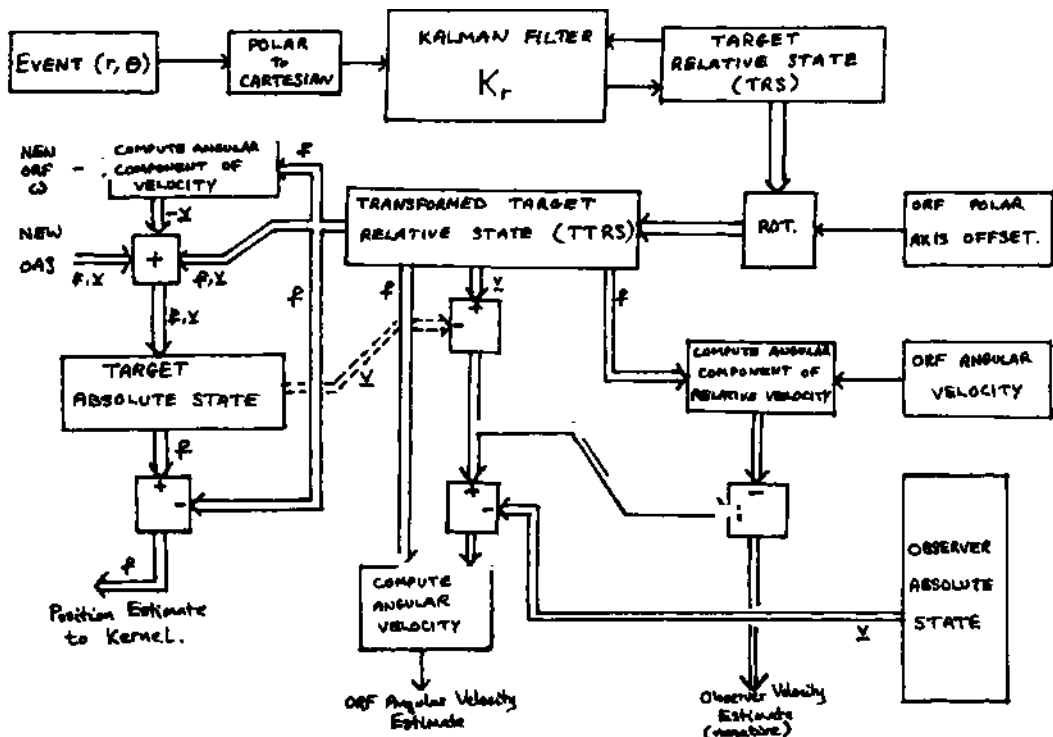 EVENT (r, θ)
POLAR
to
CARTESIAN
KALMAN FILTER
Kr
TARGET
RELATIVE STATE
(TRS)
NEW
ORF
ω
COMPUTE ANGULAR
COMPONENT OF
VELOCITY
r
-v
NEW
OAS
r, v
+
r, v
TRANSFORMED TARGET
RELATIVE STATE (TTRS)
ROT.
ORF POLAR
AXIS OFFSET.
r, v
r
r
v
+
-
r
TARGET
ABSOLUTE STATE
v
COMPUTE ANGULAR
COMPONENT OF
RELATIVE VELOCITY
ORF ANGULAR
VELOCITY
r
+
-
+
-
-
OBSERVER
ABSOLUTE
STATE
r
Position Estimate
to Kernel.
COMPUTE
ANGULAR
VELOCITY
v
ORF Angular Velocity
Estimate
Observer Velocity
Estimate